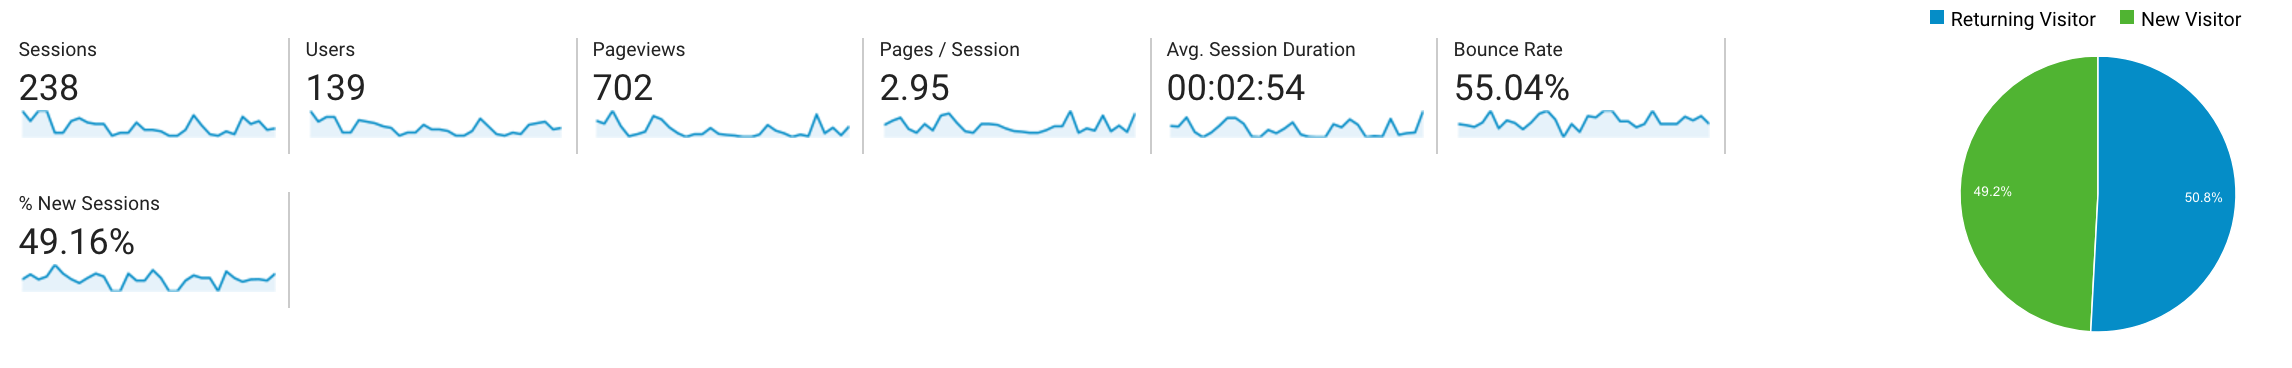 Returning Visitor New Visitor
Sessions
238
Users
139
Pageviews
702
Pages / Session
2.95
Avg. Session Duration
00:02:54
Bounce Rate
55.04%
% New Sessions
49.16%
49.2%
50.8%